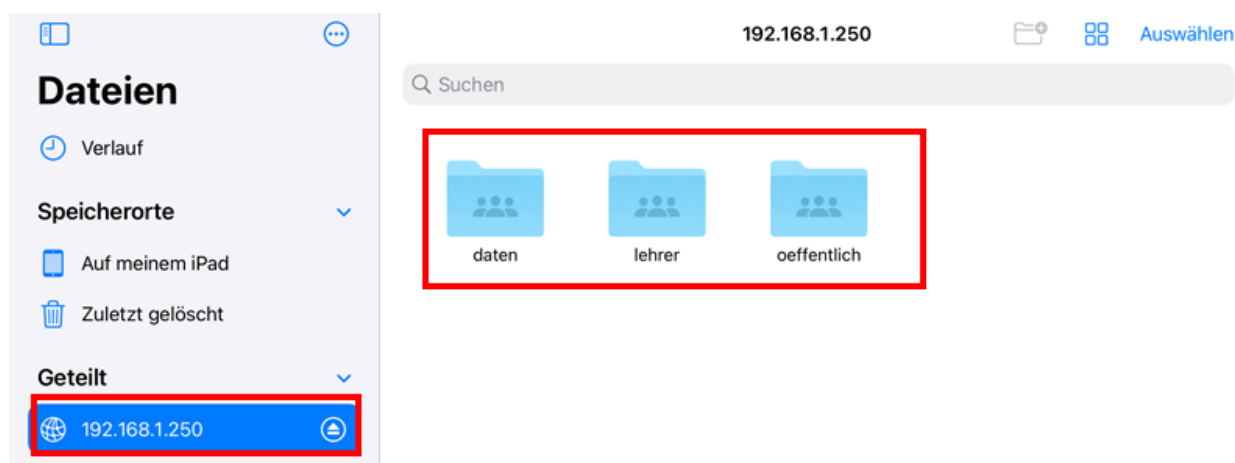 Dateien
Verlauf
Speicherorte
Auf meinem iPad
Zuletzt gelöscht
Geteilt
192.168.1.250
192.168.1.250
Auswählen
Suchen
daten
lehrer
oeffentlich